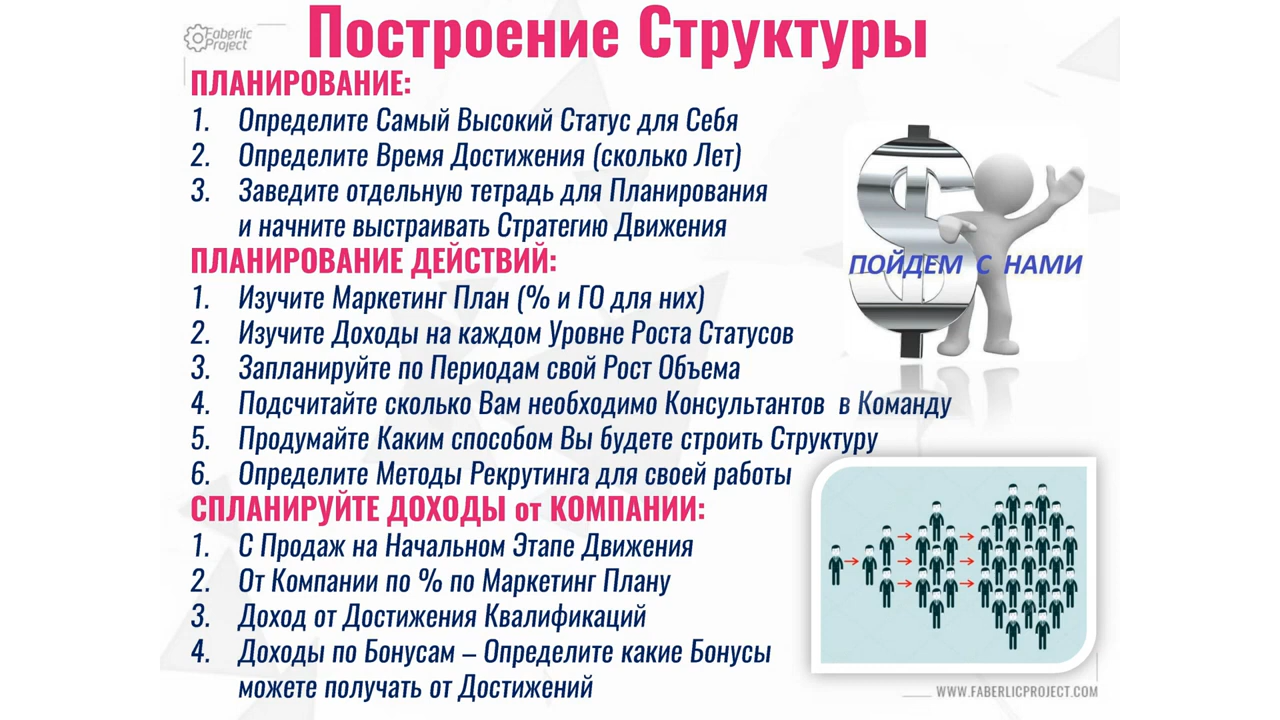 Faberlic
Project
Построение Структуры
ПЛАНИРОВАНИЕ:
1. Определите Самый Высокий Статус для Себя
2. Определите Время Достижения (сколько Лет)
3. Заведите отдельную тетрадь для Планирования
и начните выстраивать Стратегию Движения
ПЛАНИРОВАНИЕ ДЕЙСТВИЙ:
1. Изучите Маркетинг План (% и ГО для них)
2. Изучите Доходы на каждом Уровне Роста Статусов
3. Запланируйте по Периодам свой Рост Объема
4. Подсчитайте сколько Вам необходимо Консультантов в Команду
5. Продумайте Каким способом Вы будете строить Структуру
6. Определите Методы Рекрутинга для своей работы
СПЛАНИРУЙТЕ ДОХОДЫ от КОМПАНИИ:
1. С Продаж на Начальном Этапе Движения
2. От Компании по % по Маркетинг Плану
3. Доход от Достижения Квалификаций
4. Доходы по Бонусам – Определите какие Бонусы
можете получать от Достижений
$
ПОЙДЕМ С НАМИ
WWW.FABERLICPROJECT.COM